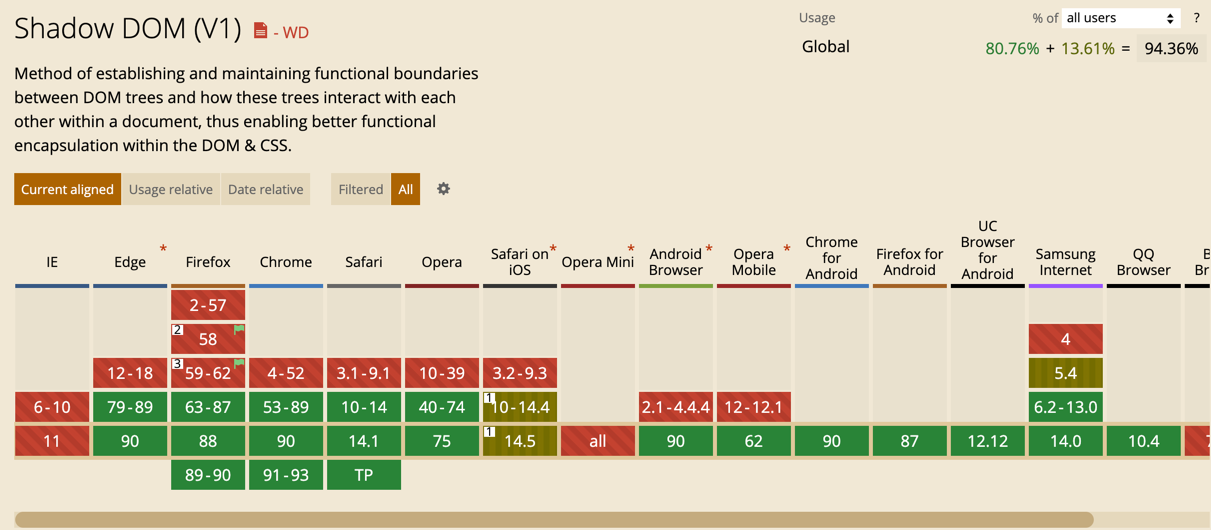 Shadow DOM (V1) - WD
Usage % of all users ?
Global 80.76% + 13.61% = 94.36%
Method of establishing and maintaining functional boundaries
between DOM trees and how these trees interact with each
other within a document, thus enabling better functional
encapsulation within the DOM & CSS.
Current aligned Usage relative Date relative Filtered All
IE
Edge *
Firefox
Chrome
Safari
Opera
Safari on *
iOS
Opera Mini *
Android *
Browser
Opera *
Mobile
Chrome
for
Android
Firefox for
Android
UC
Browser
for
Android
Samsung
Internet
QQ
Browser
2-57
2 58 4
12-18 3 59-62 4-52 3.1-9.1 10-39 3.2-9.3 5.4
6-10 79-89 63-87 53-89 10-14 40-74 1 10-14.4 2.1-4.4.4 12-12.1 6.2-13.0
11 90 88 90 14.1 75 1 14.5 all 90 62 90 87 12.12 14.0 10.4
89-90 91-93 TP